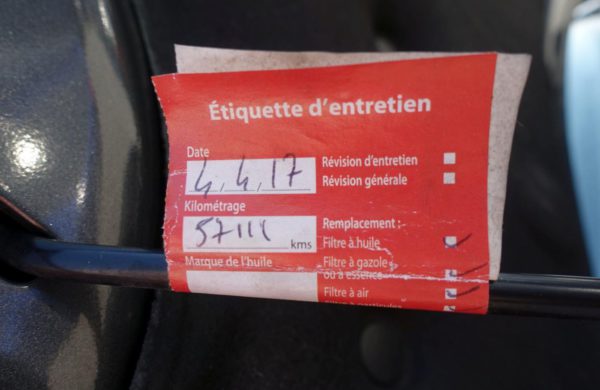 Étiquette d'entretien
Date
4.4.17
Révision d'entretien
Révision générale
Kilométrage
57111 kms
Remplacement :
Filtre à huile
Marque de l'huile
Filtre à gazole
ou à essence
Filtre à air